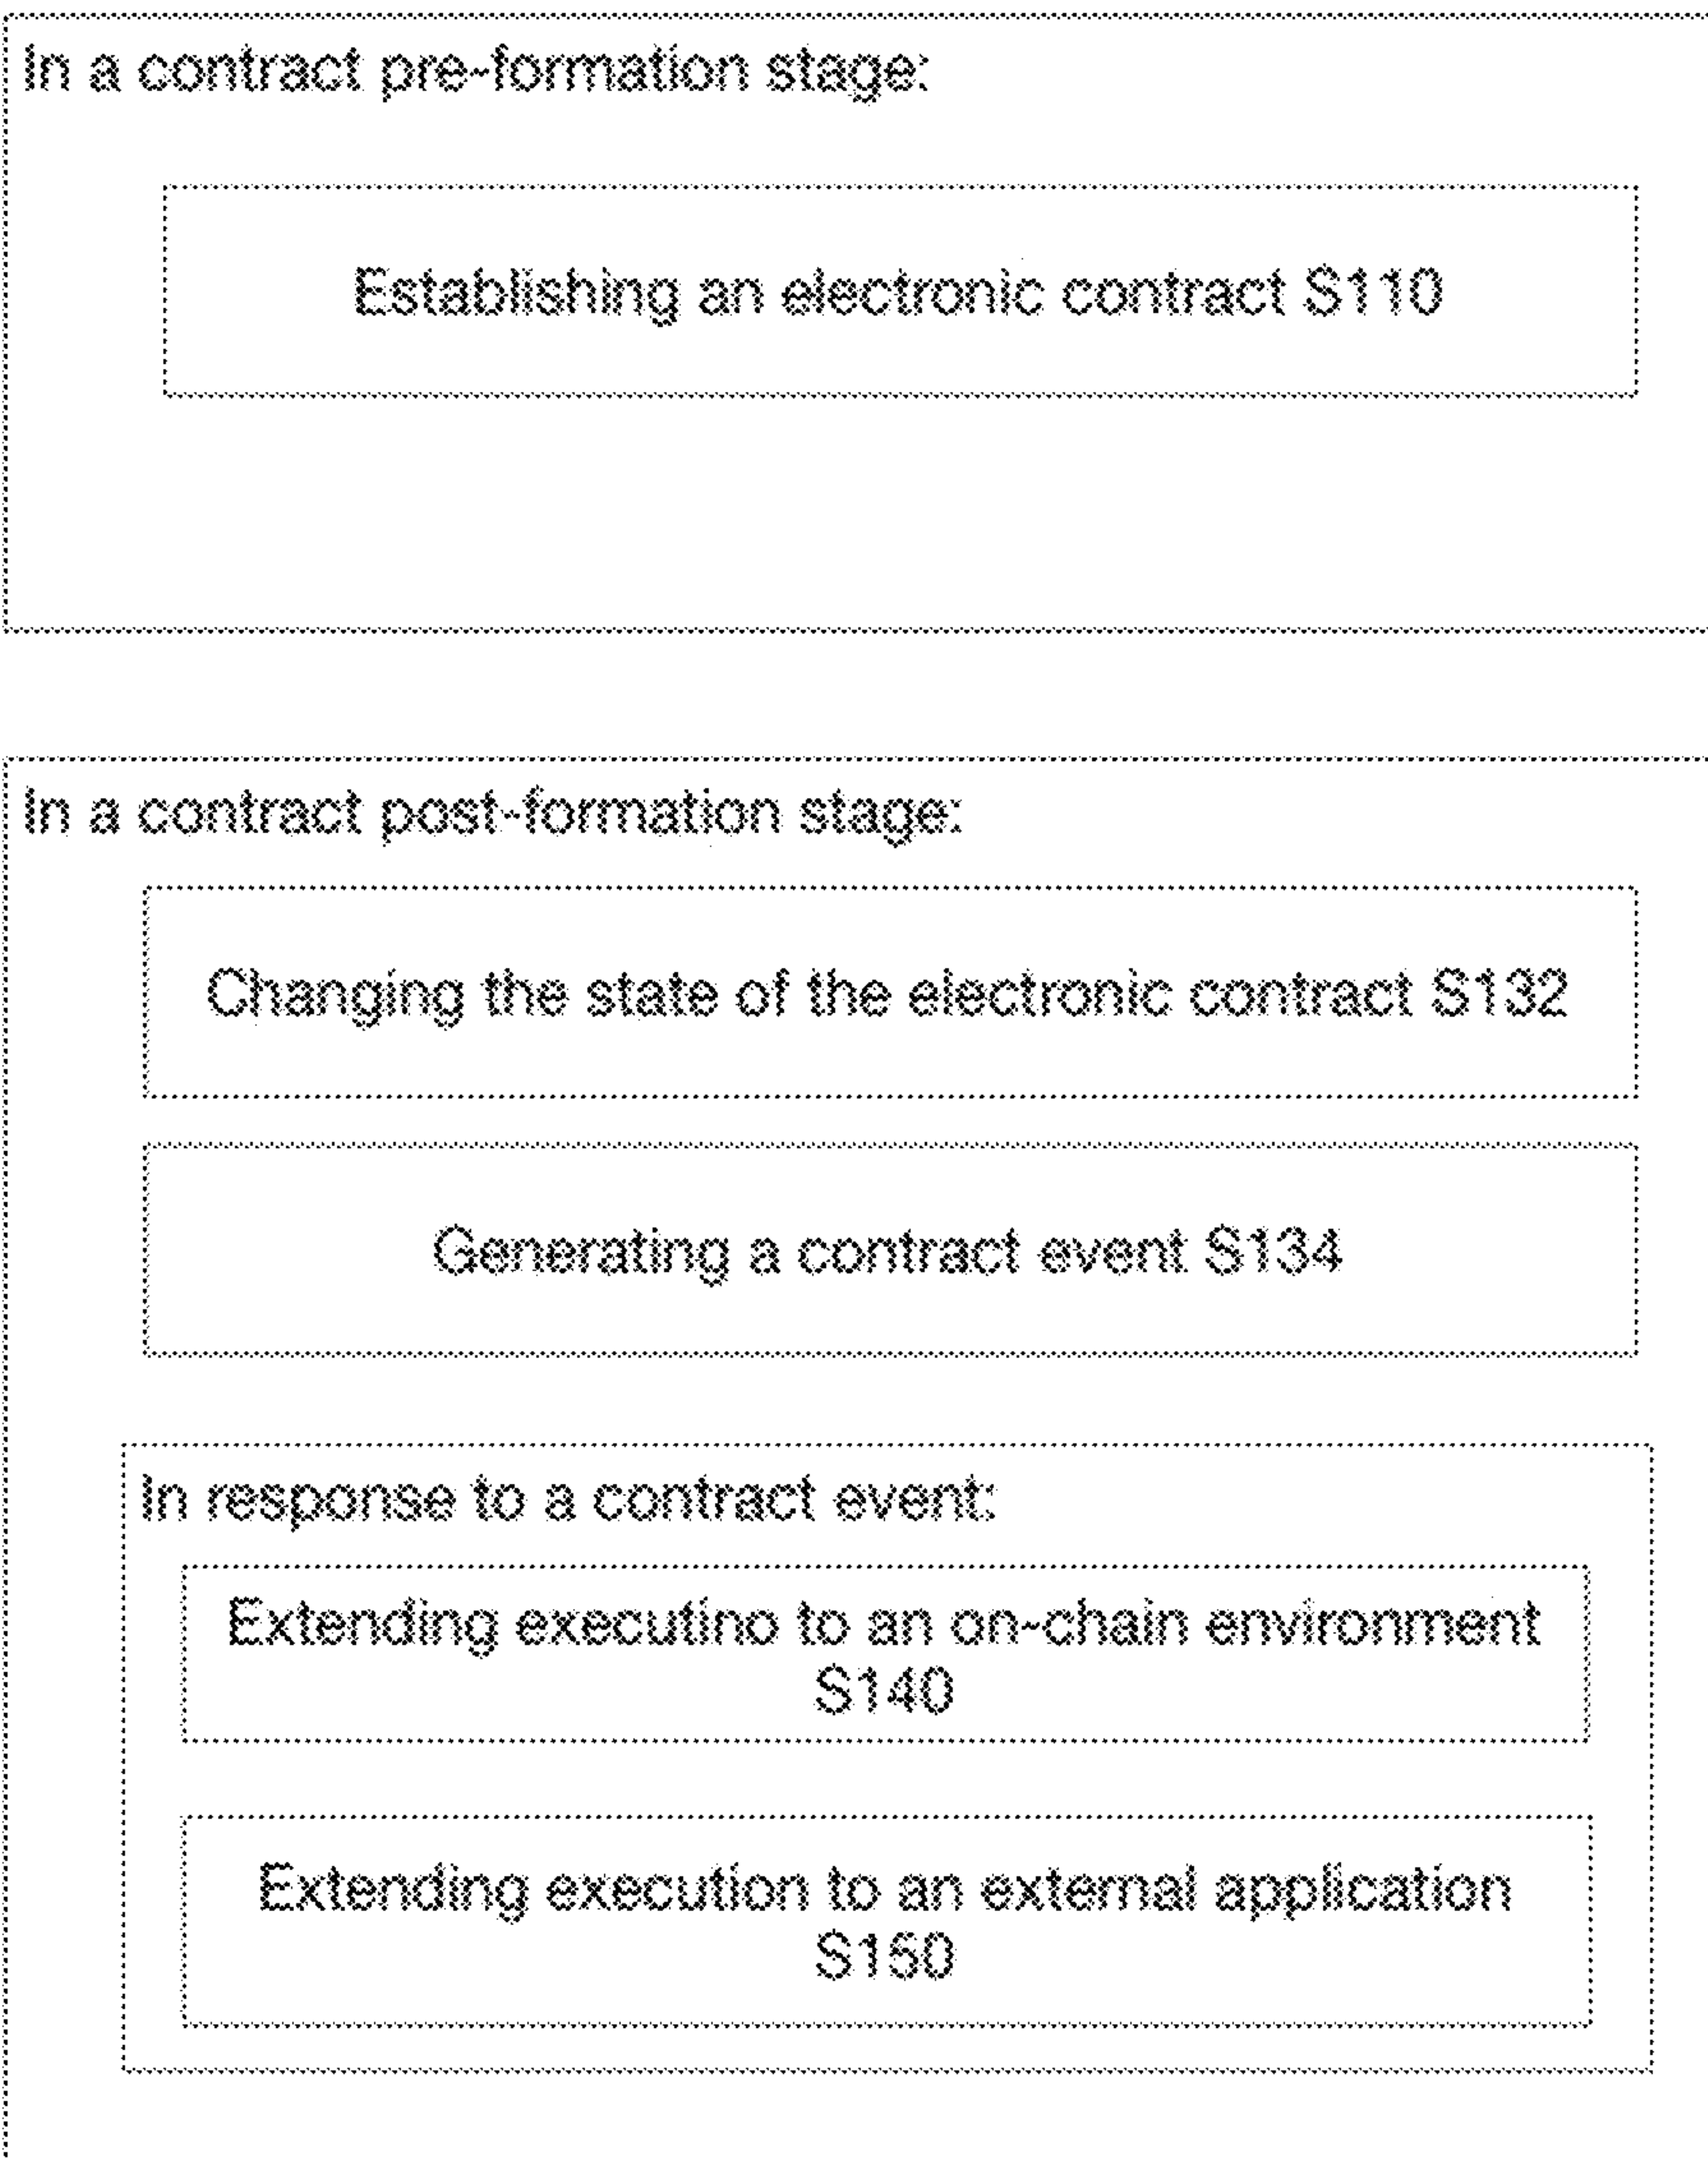 In a contract pre-formation stage:
Establishing an electronic contract S110
In a contract post-formation stage:
Changing the state of the electronic contract S132
Generating a contract event S134
In response to a contract event:
Extending executino to an on-chain environment
S140
Extending execution to an external application
S150